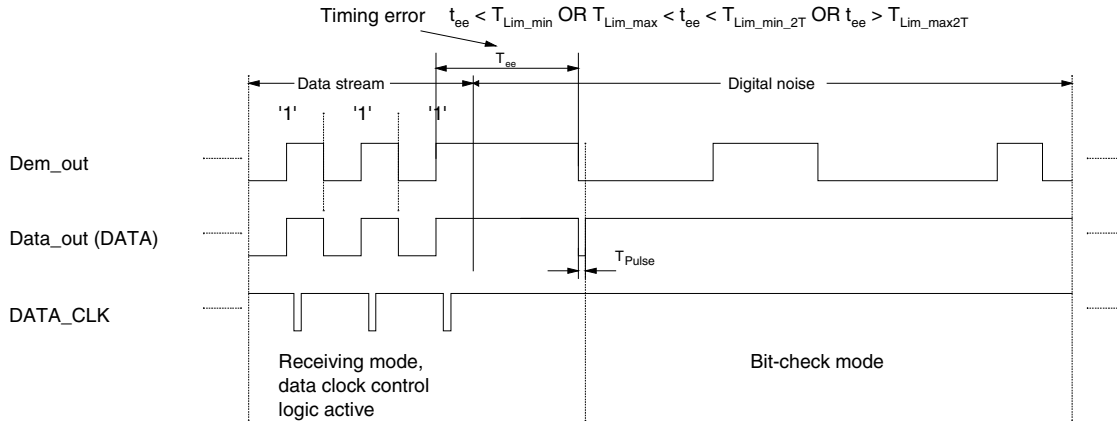 Timing error t_ee < T_Lim_min OR T_Lim_max < t_ee < T_Lim_min_2T OR t_ee > T_Lim_max2T
T_ee
Data stream Digital noise
'1' '1' '1'
Dem_out
Data_out (DATA)
T_Pulse
DATA_CLK
Receiving mode,
data clock control
logic active
Bit-check mode